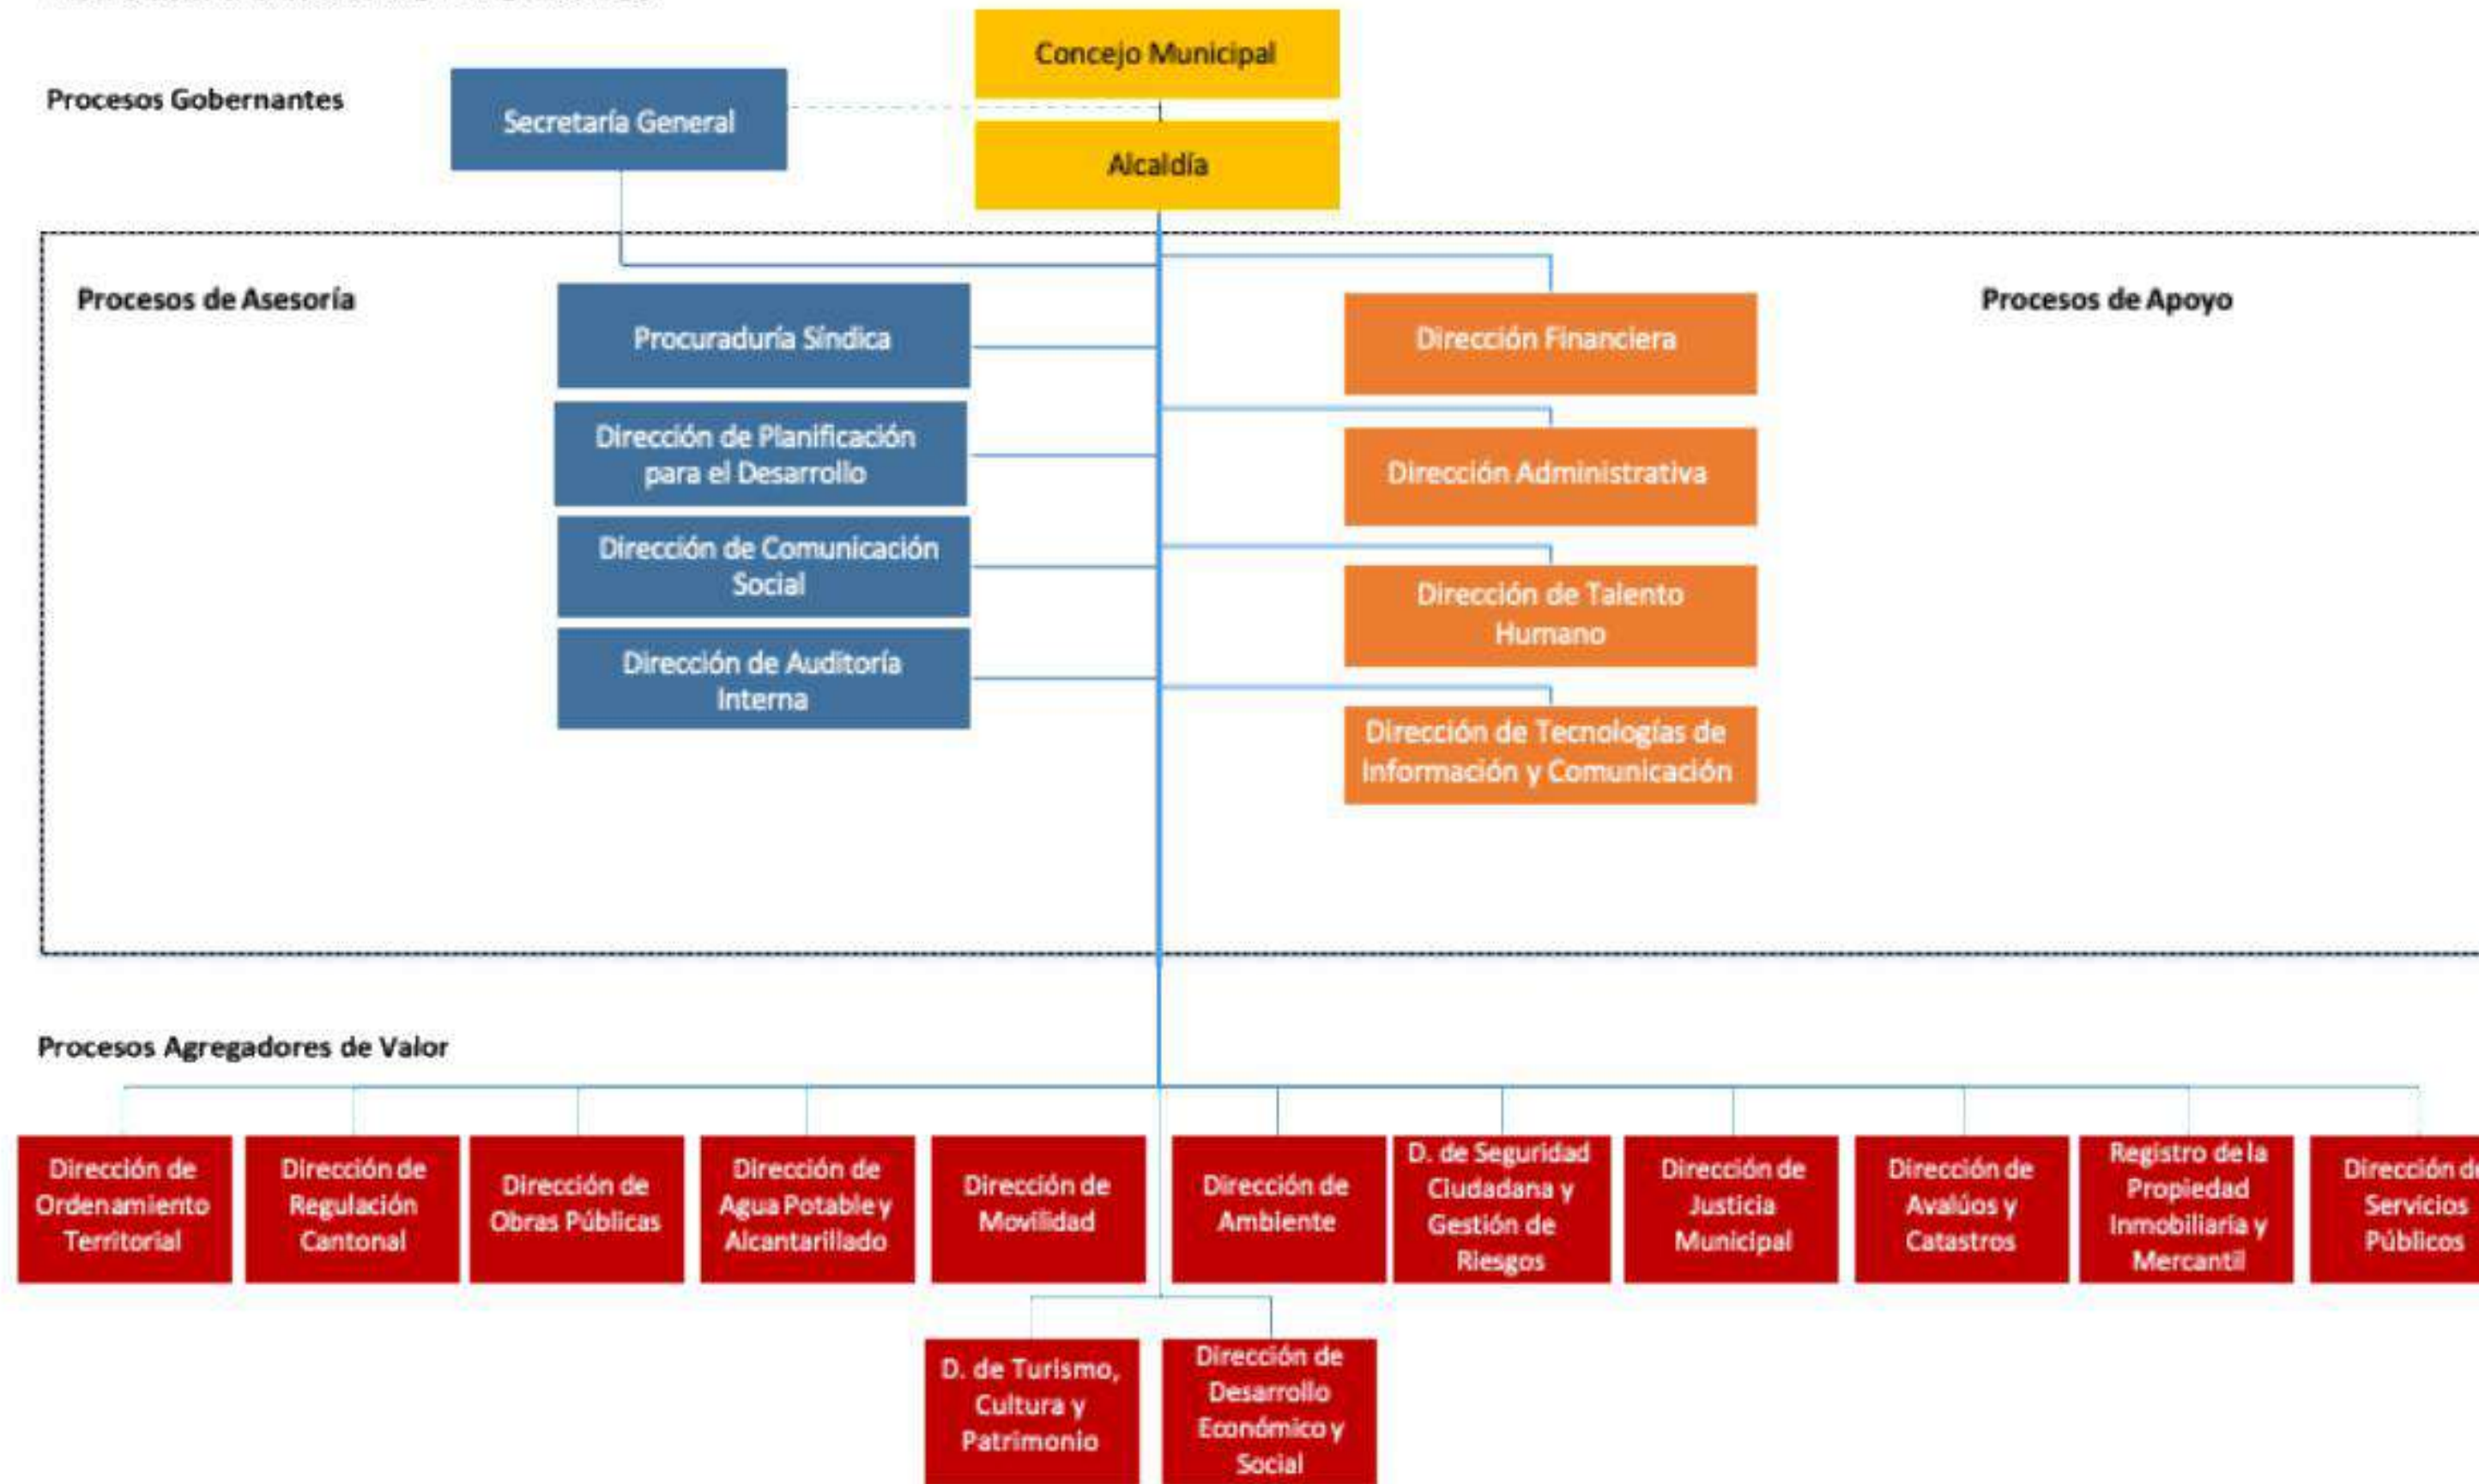 Concejo Municipal
Procesos Gobernantes
Secretaría General
Alcaldía
Procesos de Asesoría
Procesos de Apoyo
Procuraduría Síndica
Dirección Financiera
Dirección de Planificación
para el Desarrollo
Dirección Administrativa
Dirección de Comunicación
Social
Dirección de Talento
Humano
Dirección de Auditoría
Interna
Dirección de Tecnologías de
Información y Comunicación
Procesos Agregadores de Valor
Dirección de
Ordenamiento
Territorial
Dirección de
Regulación
Cantonal
Dirección de
Obras Públicas
Dirección de
Agua Potable y
Alcantarillado
Dirección de
Movilidad
Dirección de
Ambiente
D. de Seguridad
Ciudadana y
Gestión de
Riesgos
Dirección de
Justicia
Municipal
Dirección de
Avalúos y
Catastros
Registro de la
Propiedad
Inmobiliaria y
Mercantil
Dirección de
Servicios
Públicos
D. de Turismo,
Cultura y
Patrimonio
Dirección de
Desarrollo
Económico y
Social